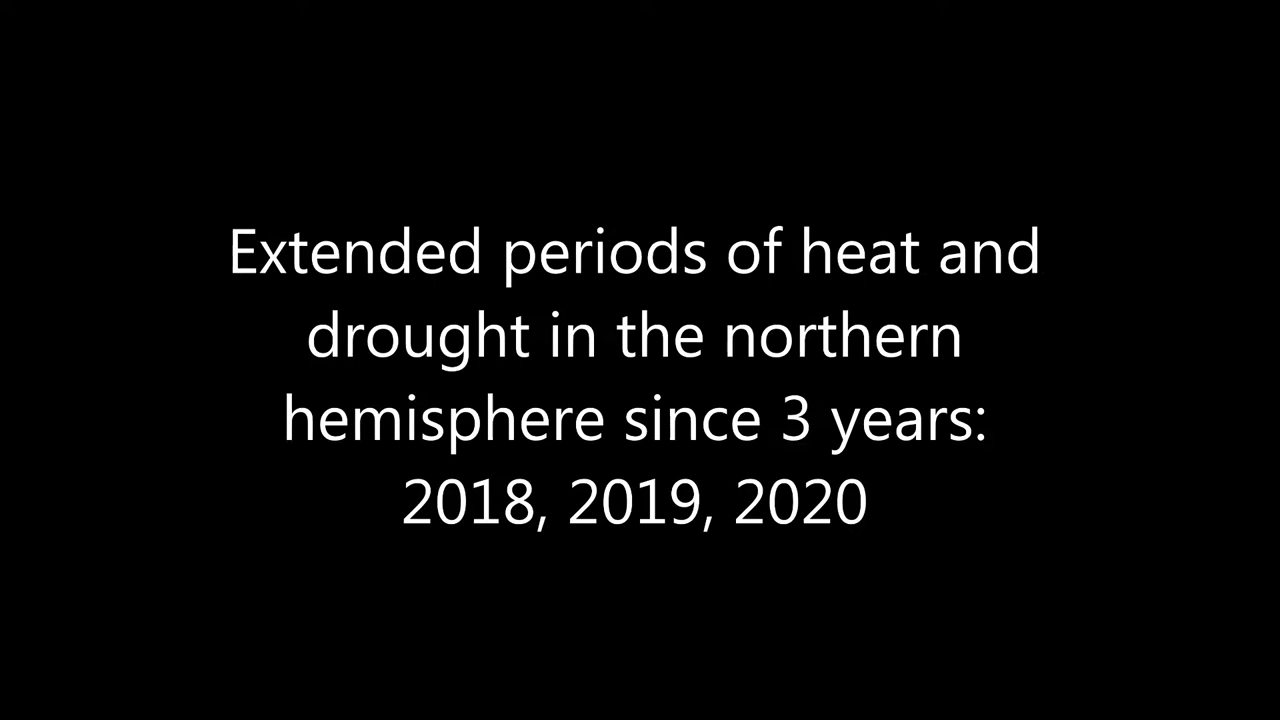 Extended periods of heat and
drought in the northern
hemisphere since 3 years:
2018, 2019, 2020